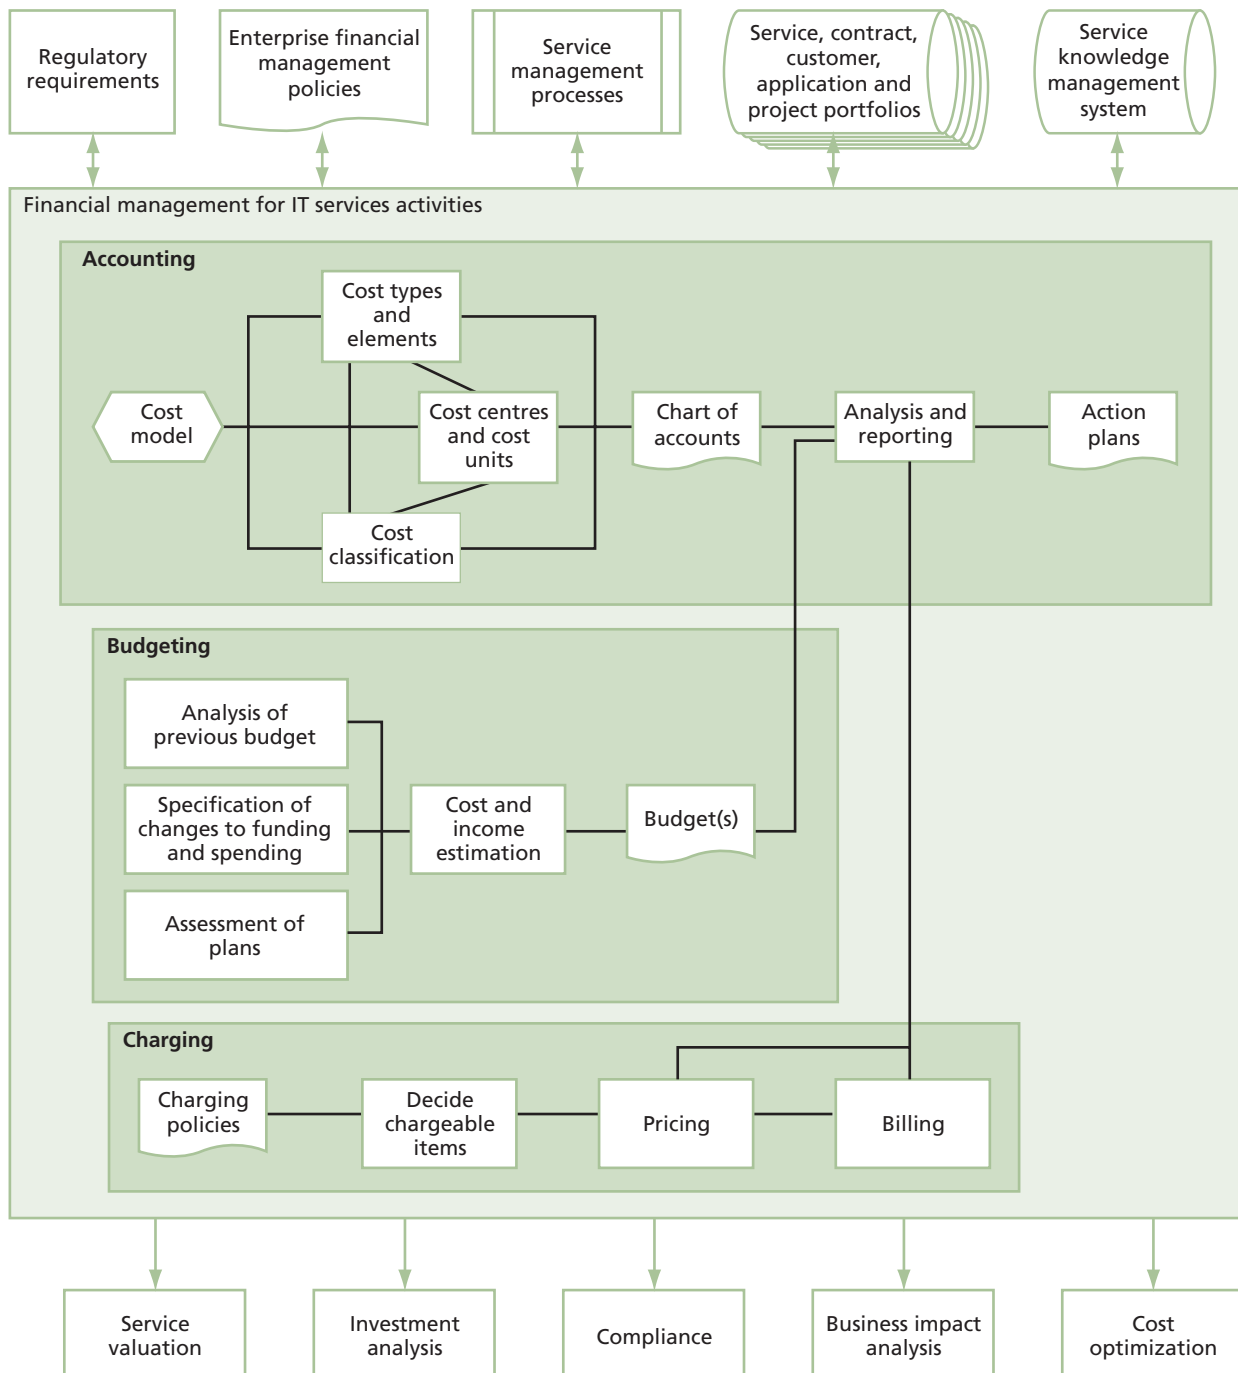 Regulatory
requirements
Enterprise financial
management
policies
Service
management
processes
Service, contract,
customer,
application and
project portfolios
Service
knowledge
management
system
Financial management for IT services activities
Accounting
Cost types
and
elements
Cost
model
Cost centres
and cost
units
Chart of
accounts
Analysis and
reporting
Action
plans
Cost
classification
Budgeting
Analysis of
previous budget
Specification of
changes to funding
and spending
Cost and
income
estimation
Budget(s)
Assessment of
plans
Charging
Charging
policies
Decide
chargeable
items
Pricing
Billing
Service
valuation
Investment
analysis
Compliance
Business impact
analysis
Cost
optimization